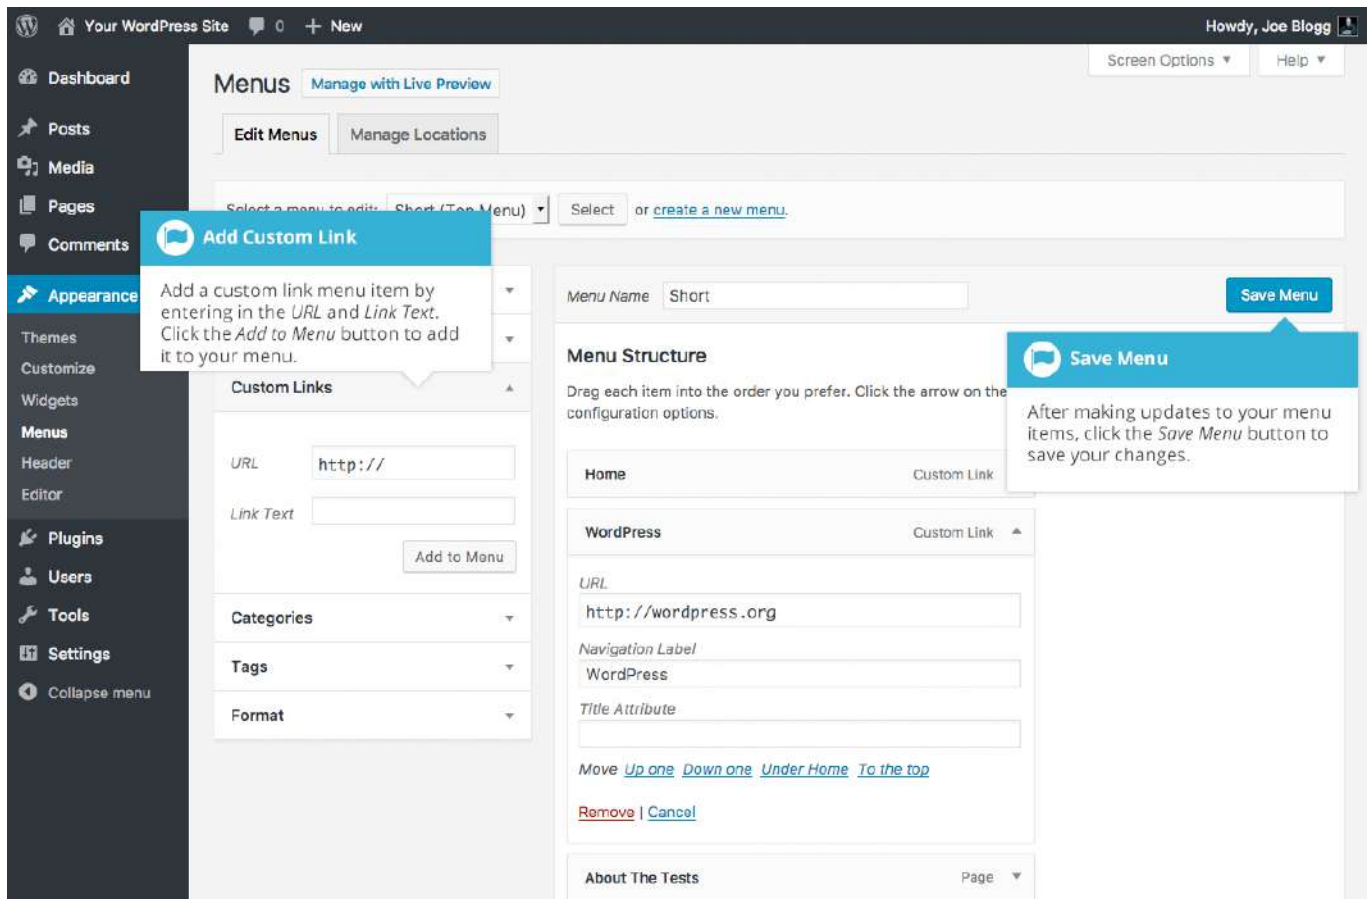 Your WordPress Site 0 + New Howdy, Joe Blogg
Screen Options Help
Dashboard
Posts
Media
Pages
Comments
Appearance
Themes
Customize
Widgets
Menus
Header
Editor
Plugins
Users
Tools
Settings
Collapse menu
Menus Manage with Live Preview
Edit Menus Manage Locations
Select a menu to edit: Short (Top Menu) Select or create a new menu.
Add Custom Link
Add a custom link menu item by
entering in the URL and Link Text.
Click the Add to Menu button to add
it to your menu.
Custom Links
URL http://
Link Text
Add to Menu
Categories
Tags
Format
Menu Name Short Save Menu
Menu Structure
Drag each item into the order you prefer. Click the arrow on the
configuration options.
Save Menu
After making updates to your menu
items, click the Save Menu button to
save your changes.
Home Custom Link
WordPress Custom Link
URL
http://wordpress.org
Navigation Label
WordPress
Title Attribute
Move Up one Down one Under Home To the top
Remove | Cancel
About The Tests Page